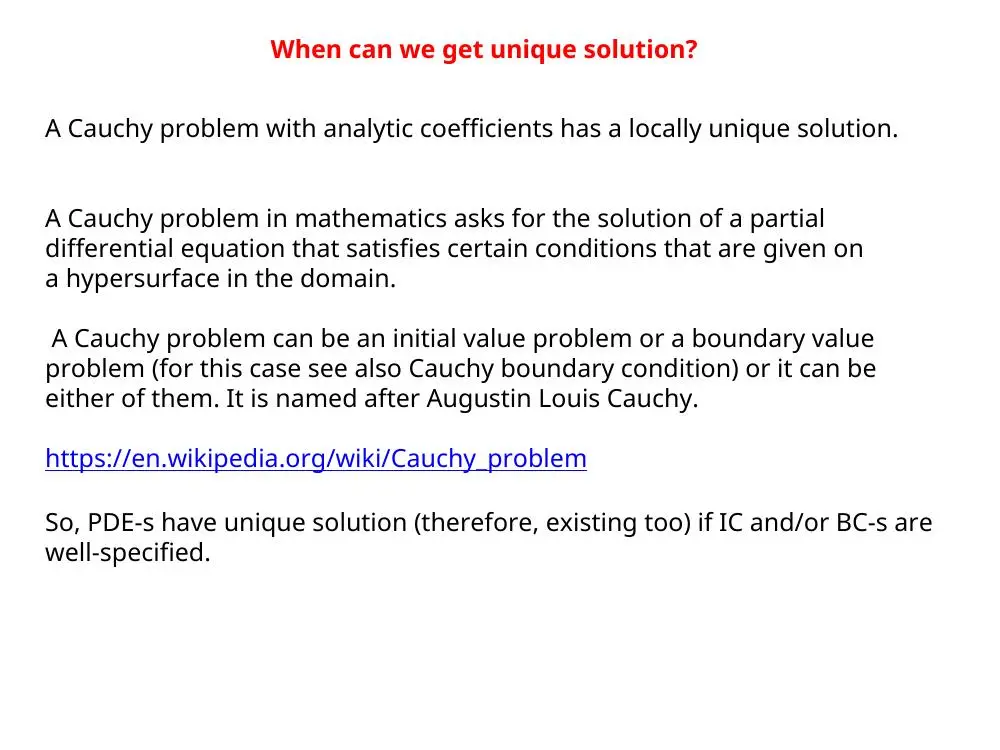 When can we get unique solution?
A Cauchy problem with analytic coefficients has a locally unique solution.
A Cauchy problem in mathematics asks for the solution of a partial
differential equation that satisfies certain conditions that are given on
a hypersurface in the domain.
A Cauchy problem can be an initial value problem or a boundary value
problem (for this case see also Cauchy boundary condition) or it can be
either of them. It is named after Augustin Louis Cauchy.
https://en.wikipedia.org/wiki/Cauchy_problem
So, PDE-s have unique solution (therefore, existing too) if IC and/or BC-s are
well-specified.